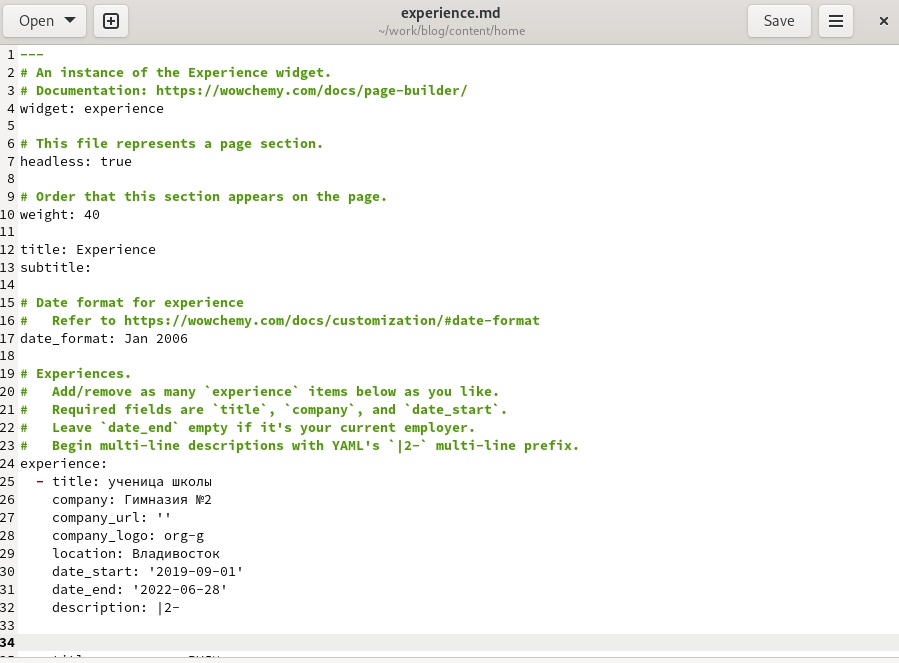 Open
experience.md
~/work/blog/content/home
Save
1 ---
2 # An instance of the Experience widget.
3 # Documentation: https://wowchemy.com/docs/page-builder/
4 widget: experience
5
6 # This file represents a page section.
7 headless: true
8
9 # Order that this section appears on the page.
10 weight: 40
11
12 title: Experience
13 subtitle:
14
15 # Date format for experience
16 #   Refer to https://wowchemy.com/docs/customization/#date-format
17 date_format: Jan 2006
18
19 # Experiences.
20 #   Add/remove as many `experience` items below as you like.
21 #   Required fields are `title`, `company`, and `date_start`.
22 #   Leave `date_end` empty if it's your current employer.
23 #   Begin multi-line descriptions with YAML's `|2-` multi-line prefix.
24 experience:
25   - title: ученица школы
26     company: Гимназия №2
27     company_url: ''
28     company_logo: org-g
29     location: Владивосток
30     date_start: '2019-09-01'
31     date_end: '2022-06-28'
32     description: |2-
33
34